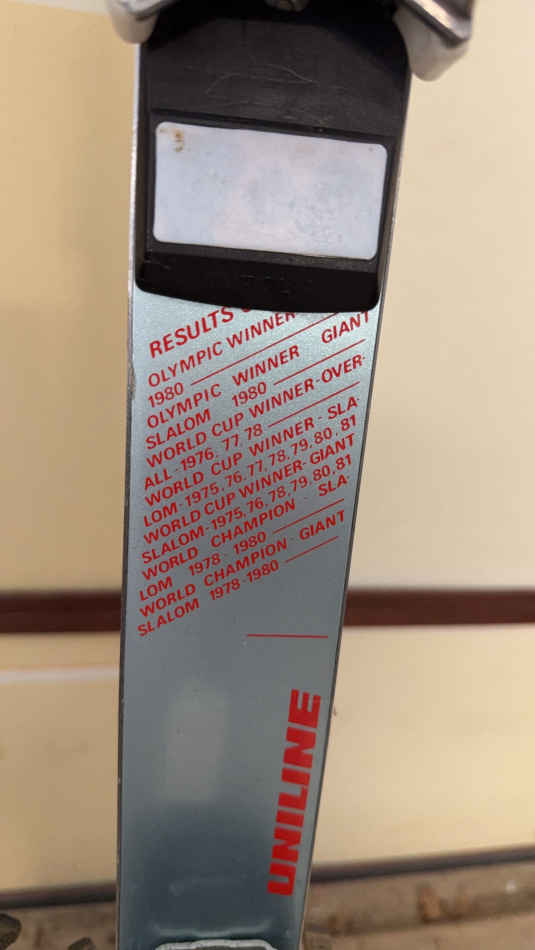 RESULTS
OLYMPIC WINNER
1980
OLYMPIC WINNER GIANT
SLALOM 1980
WORLD CUP WINNER-OVER-
ALL-1976, 77, 78
WORLD CUP WINNER - SLA-
LOM-1975, 76, 77, 78, 79, 80, 81
WORLD CUP WINNER-GIANT
SLALOM-1975, 76, 78, 79, 80, 81
WORLD CHAMPION - SLA-
LOM 1978 - 1980
WORLD CHAMPION - GIANT
SLALOM 1978-1980
UNILINE